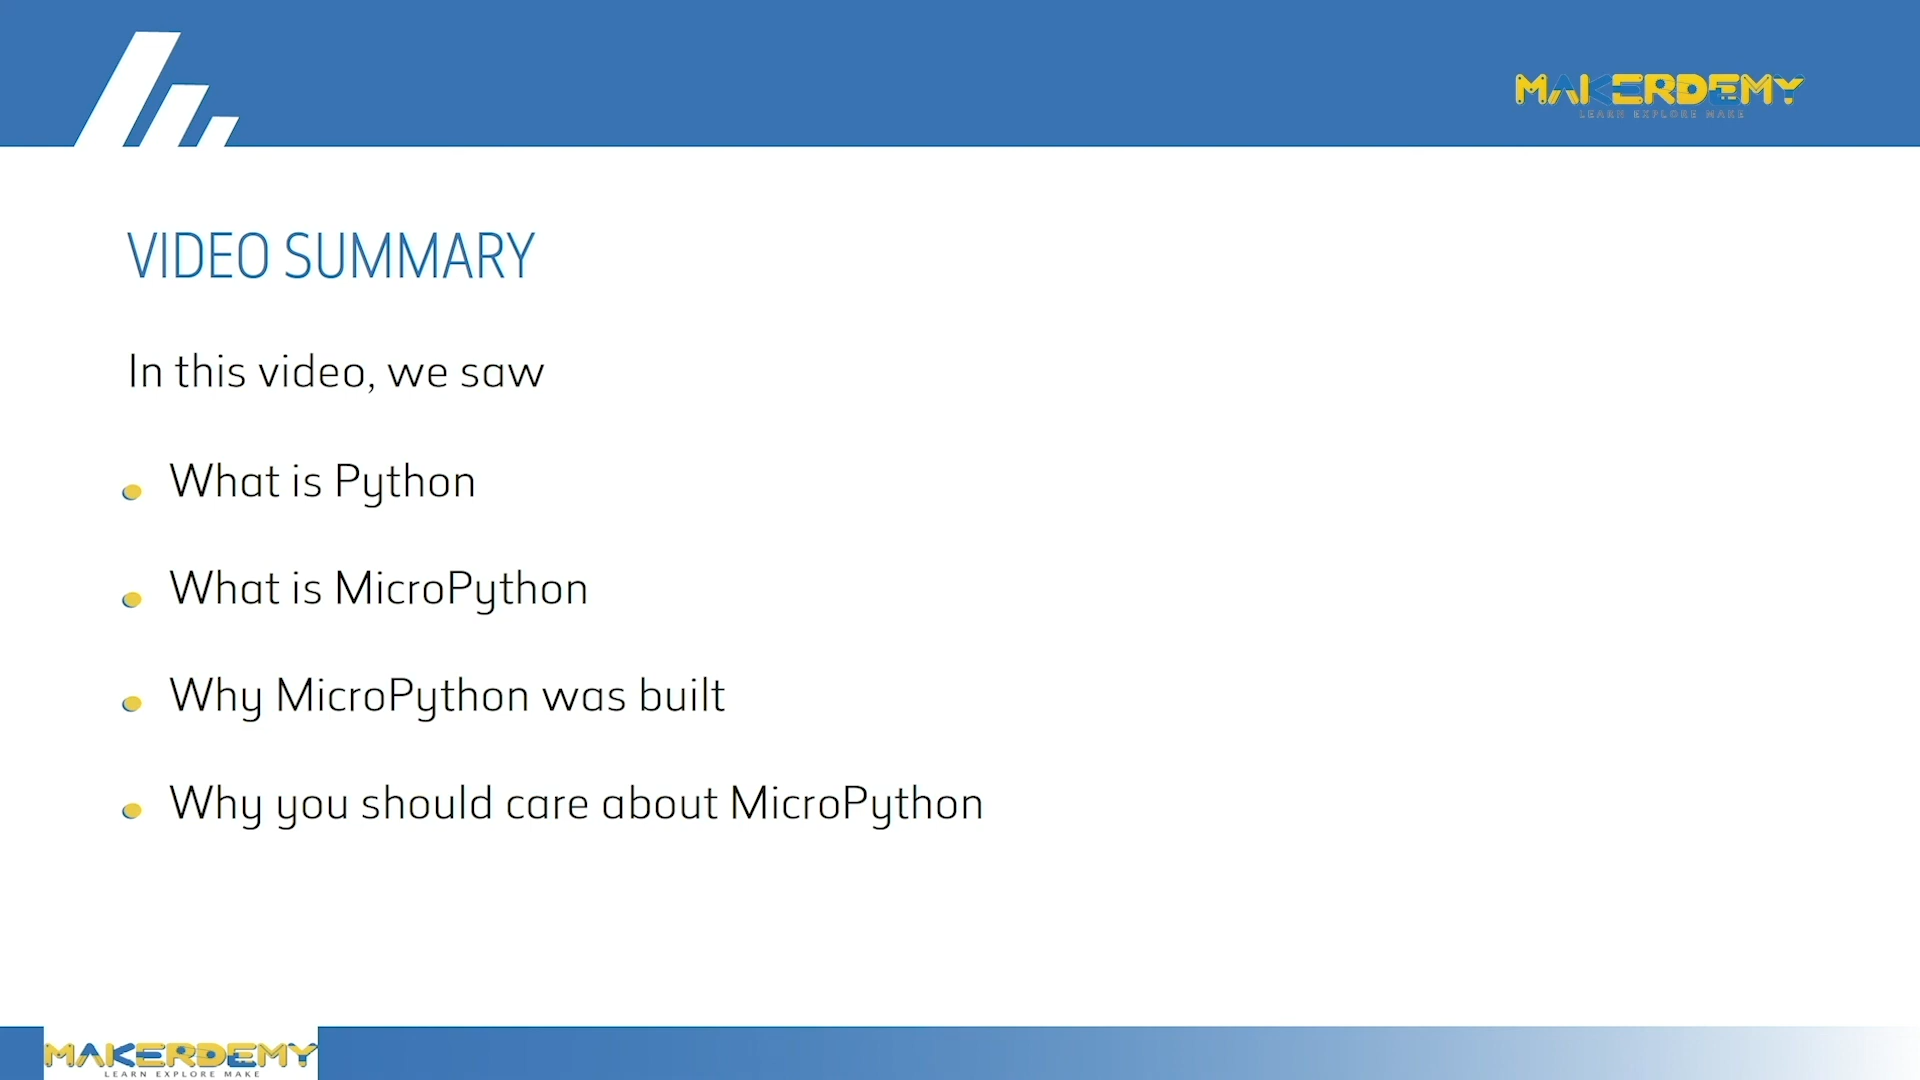 MAKERDEMY
LEARN EXPLORE MAKE
VIDEO SUMMARY
In this video, we saw
What is Python
What is MicroPython
Why MicroPython was built
Why you should care about MicroPython
MAKERDEMY
LEARN EXPLORE MAKE